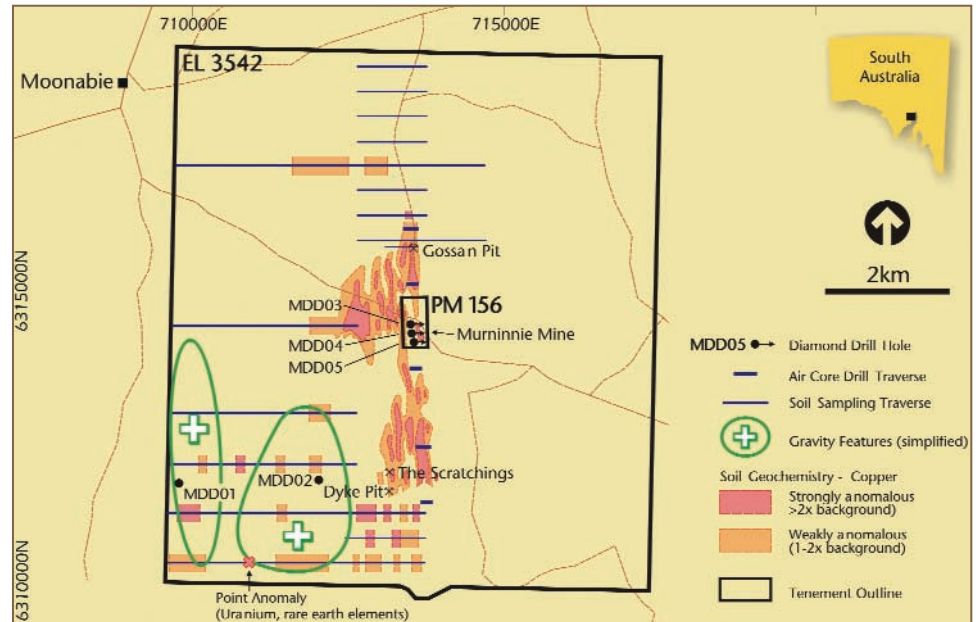 710000E
715000E
EL 3542
Moonabie
South
Australia
Gossan Pit
2km
6315000N
MDD03
PM 156
MDD04
Murninnie Mine
MDD05
MDD05
Diamond Drill Hole
Air Core Drill Traverse
Soil Sampling Traverse
Gravity Features (simplified)
Soil Geochemistry - Copper
Strongly anomalous
>2x background)
Weakly anomalous
(1-2x background)
Tenement Outline
MDD01
MDD02
The Scratchings
Dyke Pit
6310000N
Point Anomaly
(Uranium, rare earth elements)